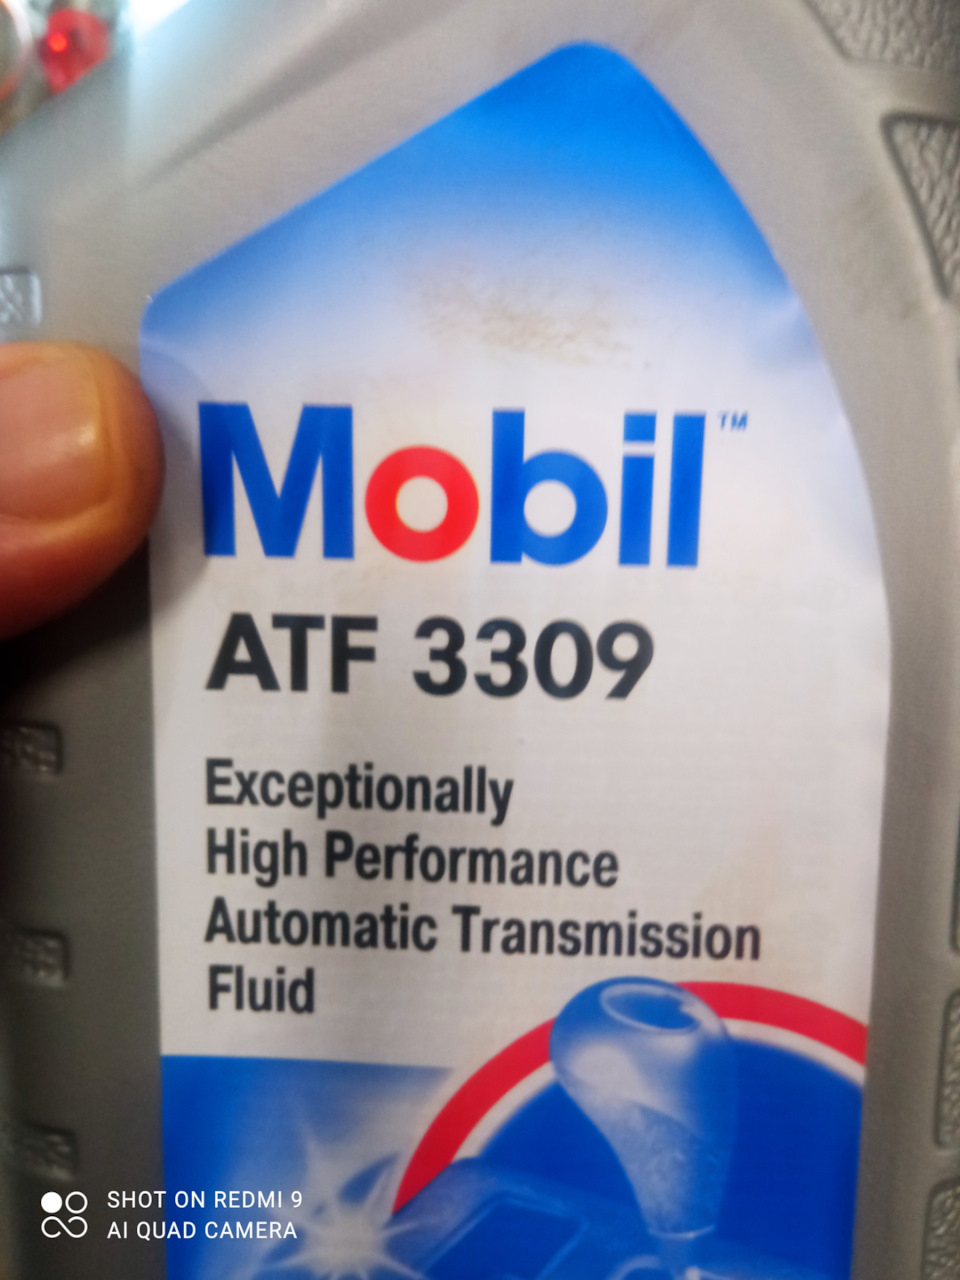 Mobil™
ATF 3309
Exceptionally
High Performance
Automatic Transmission
Fluid
SHOT ON REDMI 9
AI QUAD CAMERA